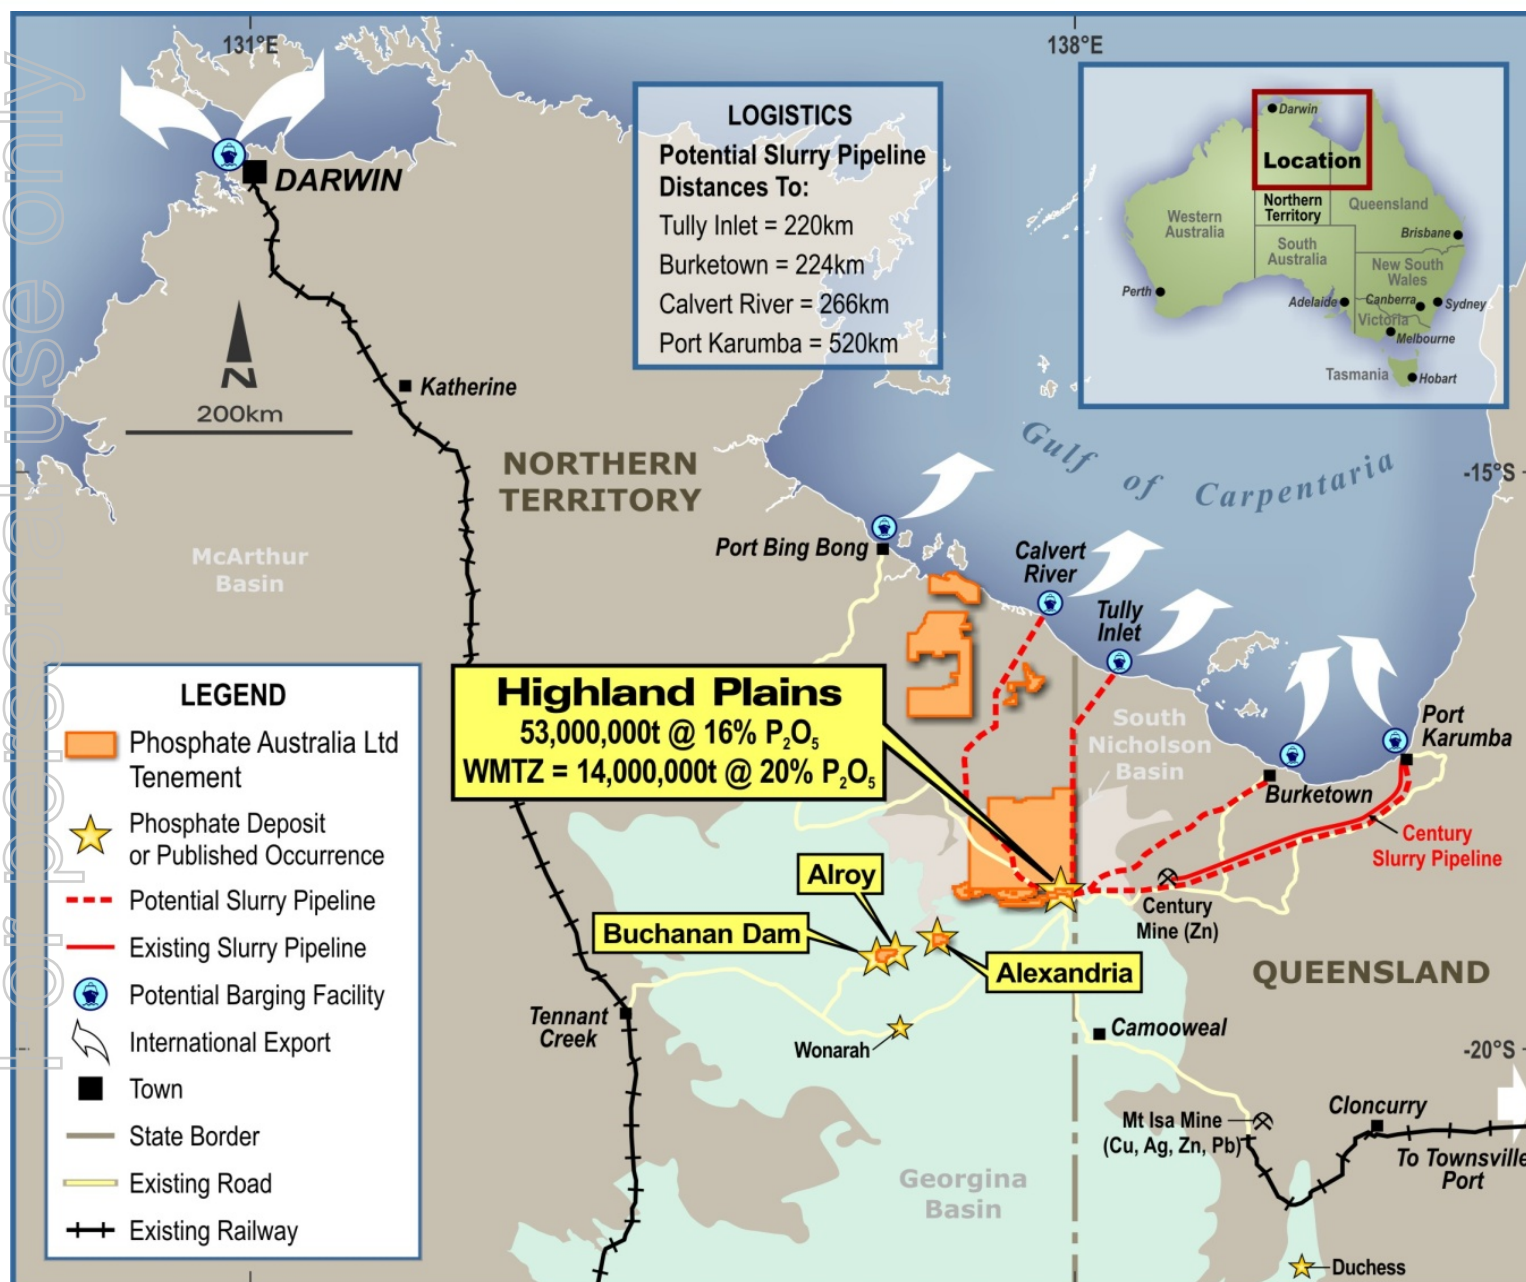 For personal use only
131°E
138°E
DARWIN
LOGISTICS
Potential Slurry Pipeline
Distances To:
Tully Inlet = 220km
Burketown = 224km
Calvert River = 266km
Port Karumba = 520km
Darwin
Location
Northern
Territory
Western
Australia
Queensland
South
Australia
Brisbane
New South
Wales
Perth
Adelaide
Canberra
Sydney
Victoria
Melbourne
Tasmania
Hobart
N
200km
Katherine
NORTHERN
TERRITORY
Gulf of Carpentaria
-15°S
McArthur
Basin
Port Bing Bong
Calvert
River
Tully
Inlet
Highland Plains
53,000,000t @ 16% P₂O₅
WMTZ = 14,000,000t @ 20% P₂O₅
South
Nicholson
Basin
Port
Karumba
Burketown
Century
Slurry Pipeline
LEGEND
Phosphate Australia Ltd
Tenement
Phosphate Deposit
or Published Occurrence
Potential Slurry Pipeline
Existing Slurry Pipeline
Potential Barging Facility
International Export
Town
State Border
Existing Road
Existing Railway
Alroy
Buchanan Dam
Alexandria
Century
Mine (Zn)
QUEENSLAND
Tennant
Creek
Wonarah
Camooweal
-20°S
Mt Isa Mine
(Cu, Ag, Zn, Pb)
Cloncurry
To Townsville
Port
Georgina
Basin
Duchess